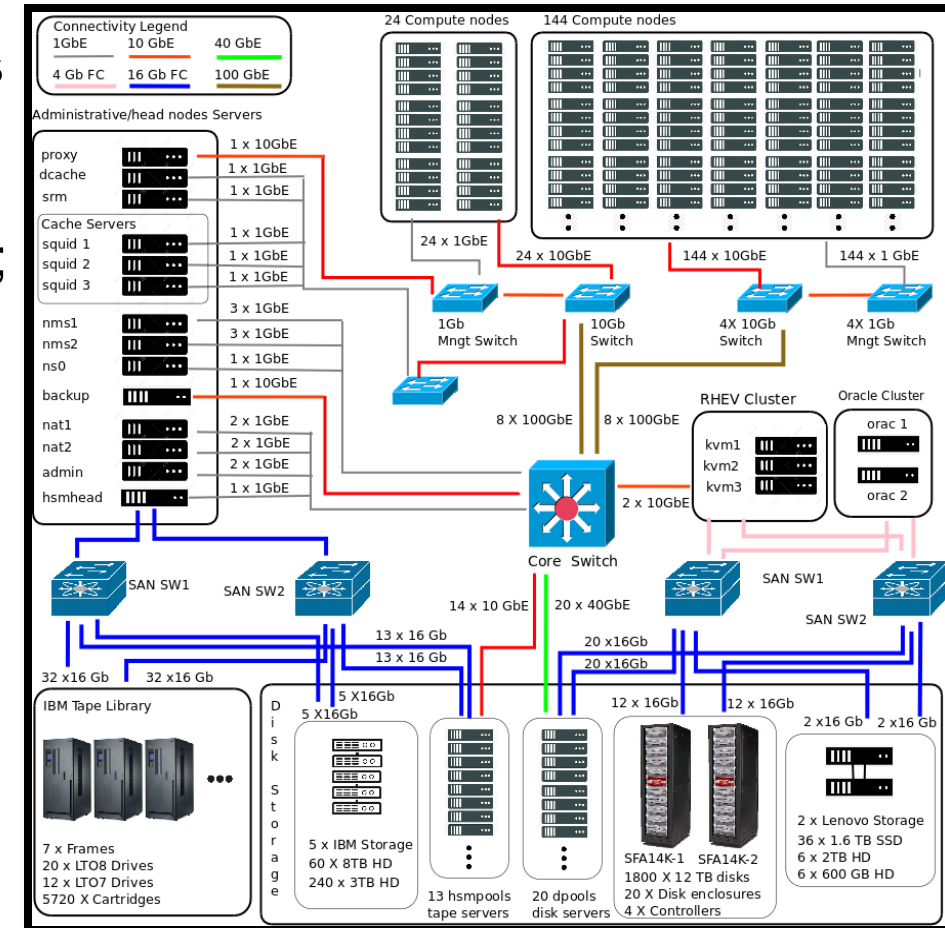 24 Compute nodes
144 Compute nodes
Connectivity Legend
1GbE
10 GbE
40 GbE
4 Gb FC
16 Gb FC
100 GbE
Administrative/head nodes Servers
proxy
1 x 10GbE
dcache
1 x 1GbE
srm
1 x 1GbE
Cache Servers
squid 1
1 x 1GbE
squid 2
1 x 1GbE
squid 3
1 x 1GbE
nms1
3 x 1GbE
nms2
3 x 1GbE
ns0
1 x 1GbE
backup
1 x 10GbE
nat1
2 x 1GbE
nat2
2 x 1GbE
admin
2 x 1GbE
hsmhead
1 x 1GbE
24 x 1GbE
24 x 10GbE
144 x 10GbE
144 x 1 GbE
1Gb
Mngt Switch
10Gb
Switch
4X 10Gb
Switch
4X 1Gb
Mngt Switch
8 X 100GbE
8 x 100GbE
RHEV Cluster
kvm1
kvm2
kvm3
Oracle Cluster
orac 1
orac 2
2 x 10GbE
Core Switch
SAN SW1
SAN SW2
14 x 10 GbE
20 x 40GbE
SAN SW1
SAN SW2
13 x 16 Gb
13 x 16 Gb
20 x16Gb
20 x16Gb
32 x16 Gb
32 x16 Gb
5 X16Gb
5 X16Gb
12 x 16Gb
12 x 16Gb
2 x16 Gb
2 x16 Gb
IBM Tape Library
7 x Frames
20 x LTO8 Drives
12 x LTO7 Drives
5720 X Cartridges
Disk Storage
5 x IBM Storage
60 X 8TB HD
240 x 3TB HD
13 hsmpools
tape servers
20 dpools
disk servers
SFA14K-1
SFA14K-2
1800 X 12 TB disks
20 X Disk enclosures
4 X Controllers
2 x Lenovo Storage
36 x 1.6 TB SSD
6 x 2TB HD
6 x 600 GB HD